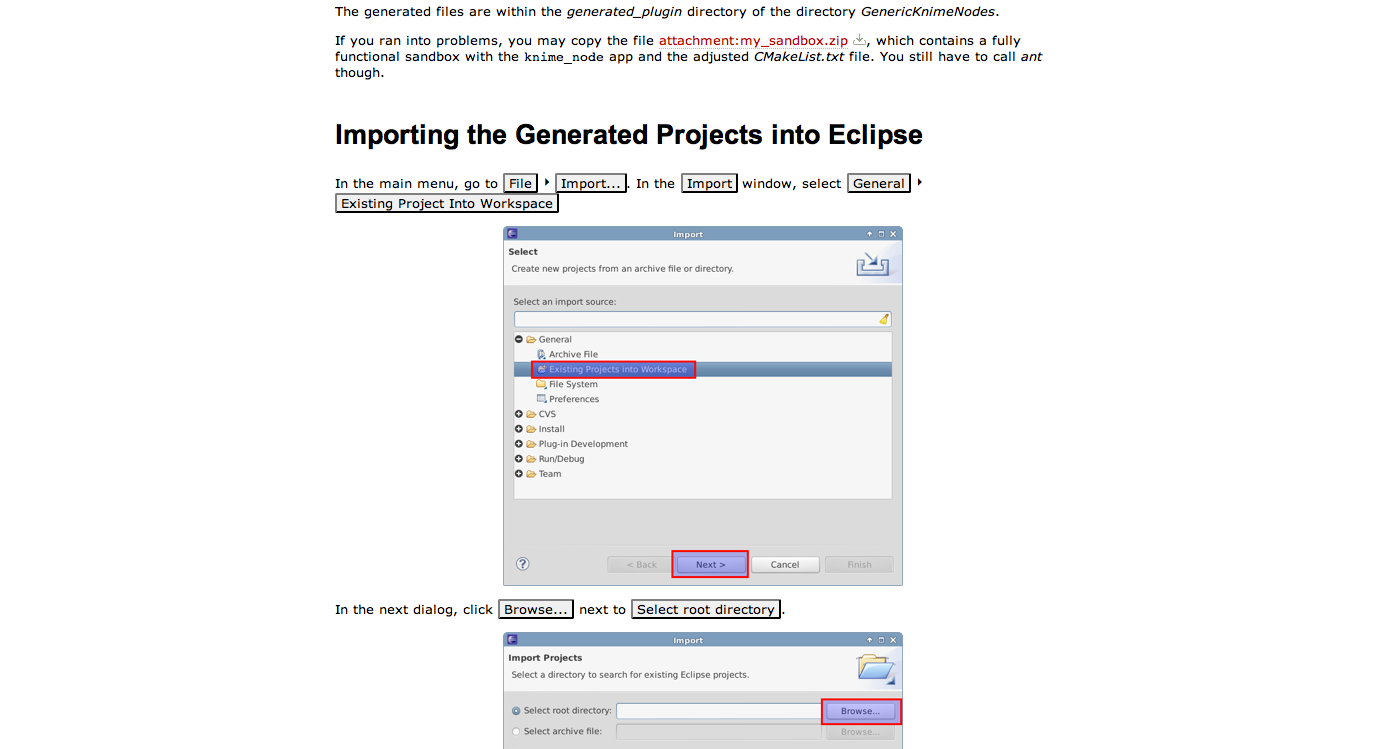 The generated files are within the generated_plugin directory of the directory GenericKnimeNodes.
If you ran into problems, you may copy the file attachment:my_sandbox.zip , which contains a fully
functional sandbox with the knime_node app and the adjusted CMakeList.txt file. You still have to call ant
though.
Importing the Generated Projects into Eclipse
In the main menu, go to File ‣ Import... . In the Import window, select General ‣
Existing Project Into Workspace
Import
Select
Create new projects from an archive file or directory.
Select an import source:
General
Archive File
Existing Projects into Workspace
File System
Preferences
CVS
Install
Plug-in Development
Run/Debug
Team
? < Back Next > Cancel Finish
In the next dialog, click Browse... next to Select root directory.
Import
Import Projects
Select a directory to search for existing Eclipse projects.
Select root directory: Browse...
Select archive file: Browse...